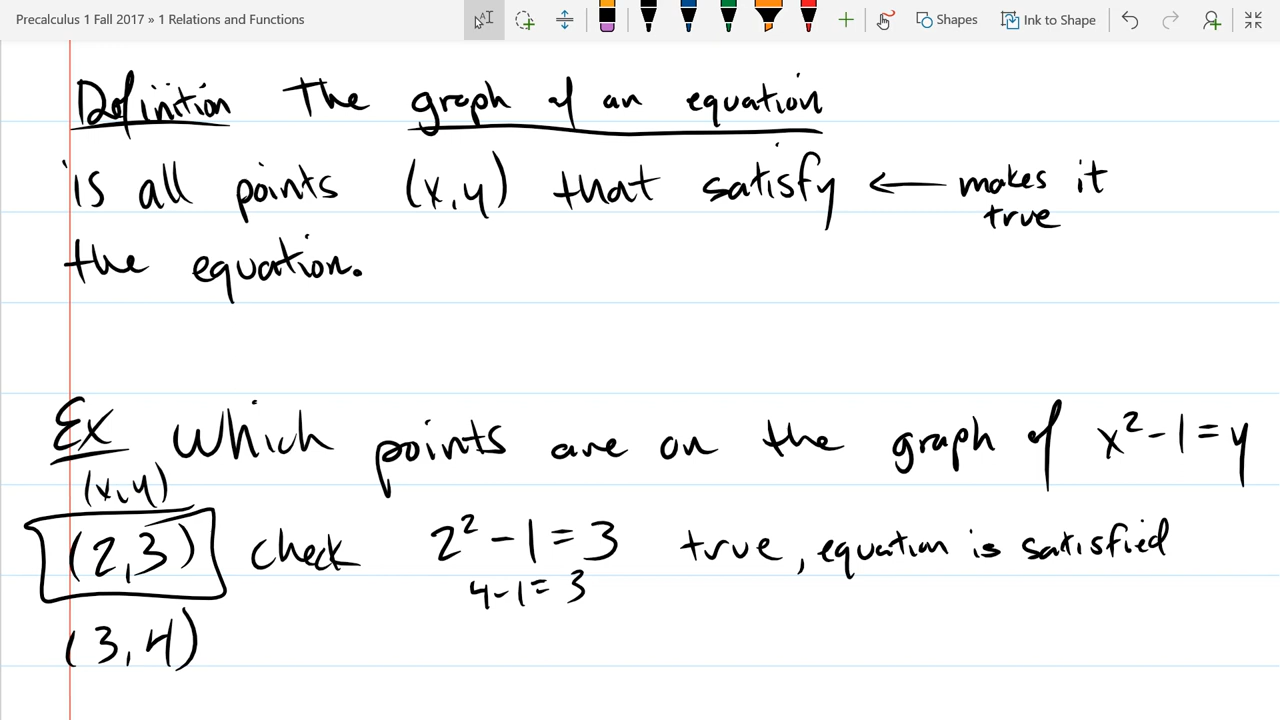 Precalculus 1 Fall 2017 » 1 Relations and Functions
Shapes
Ink to Shape
Definition The graph of an equation
is all points (x,y) that satisfy ← makes it
true
the equation.
Ex Which points are on the graph of x²-1=y
(x,y)
(2,3) check 2²-1=3 true, equation is satisfied
4-1=3
(3,4)